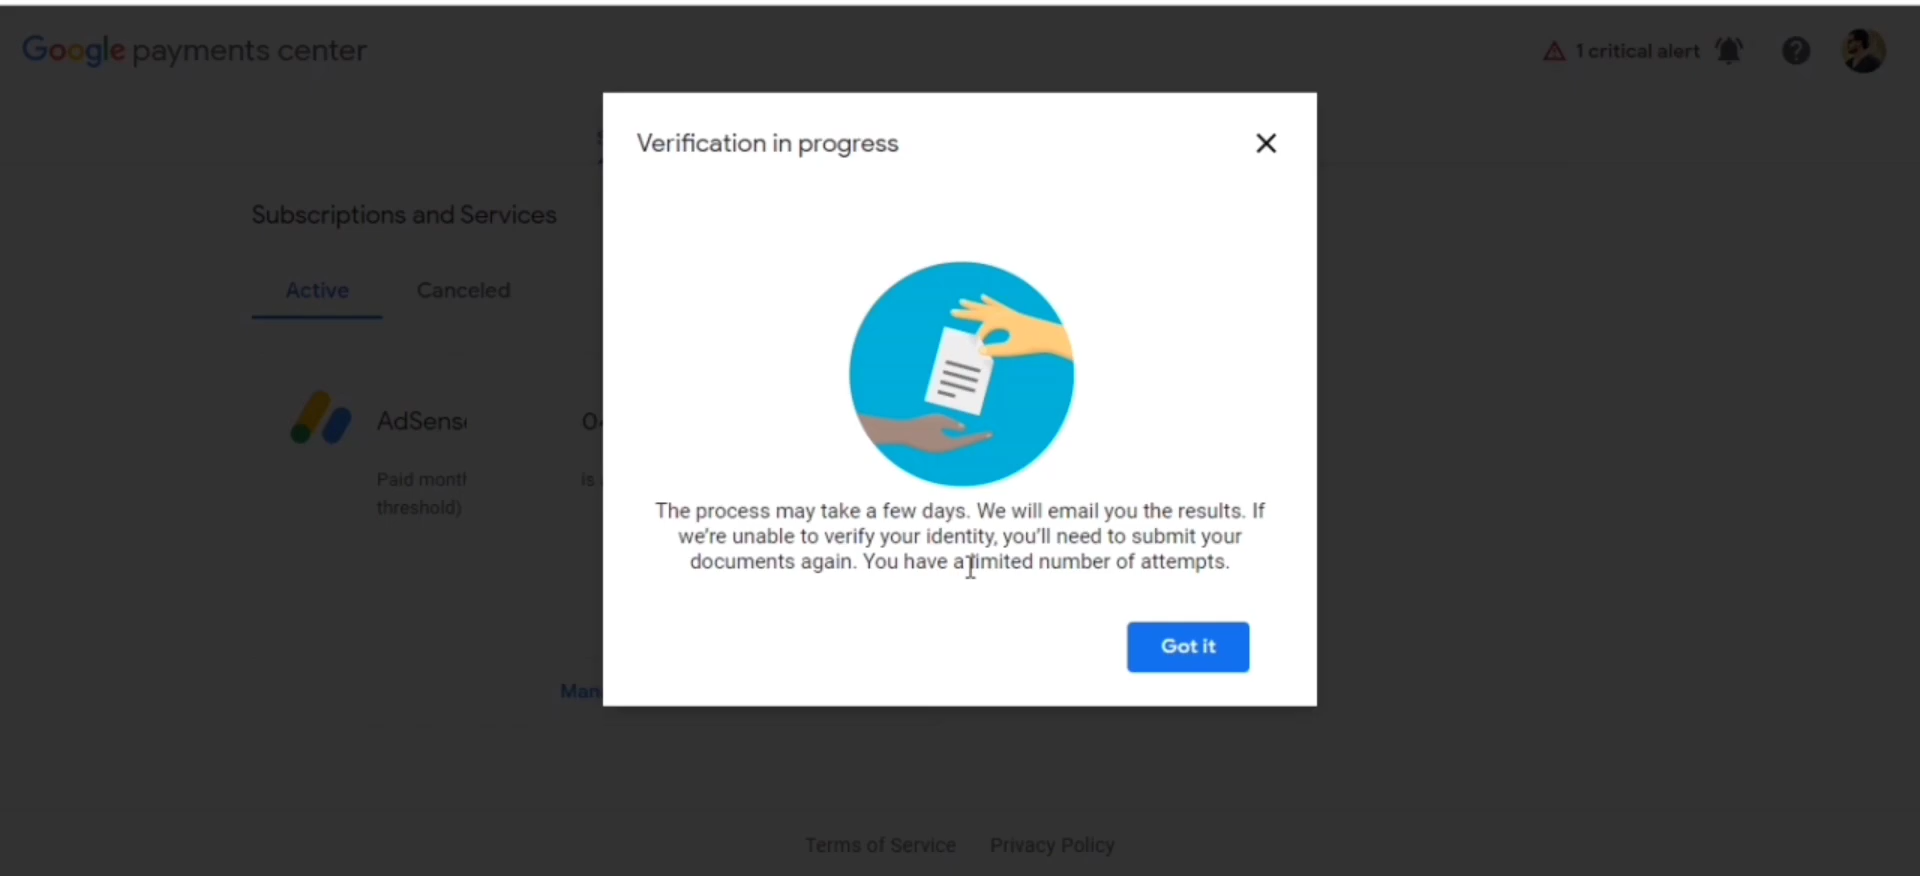 Google payments center
1 critical alert
Verification in progress
Subscriptions and Services
Active
Canceled
The process may take a few days. We will email you the results. If
we're unable to verify your identity, you'll need to submit your
documents again. You have a limited number of attempts.
threshold)
Paid
is
Got it
Terms of Service
Privacy Policy